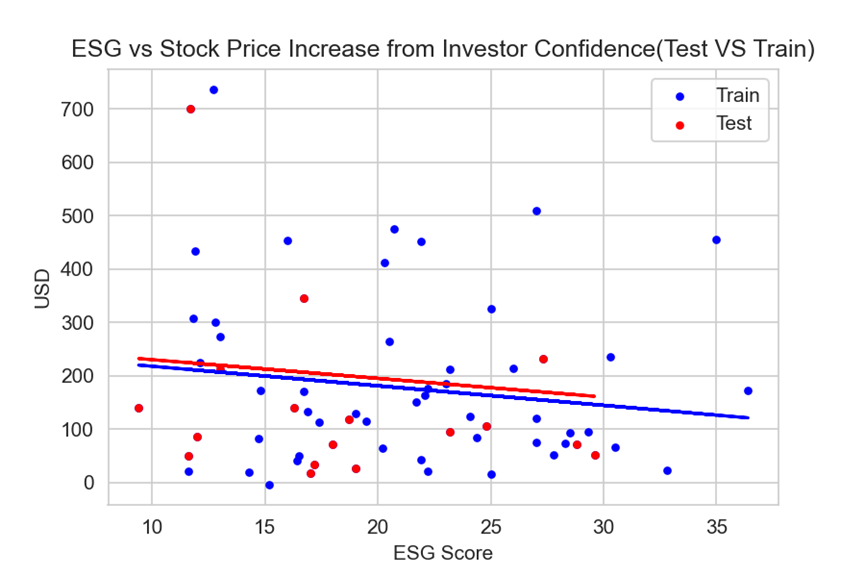 ESG vs Stock Price Increase from Investor Confidence(Test VS Train)
Train
Test
700
600
500
400
300
200
100
0
USD
10 15 20 25 30 35
ESG Score